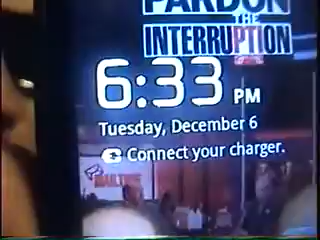 PARDON
THE
INTERRUPTION
6:33 PM
Tuesday, December 6
Connect your charger.